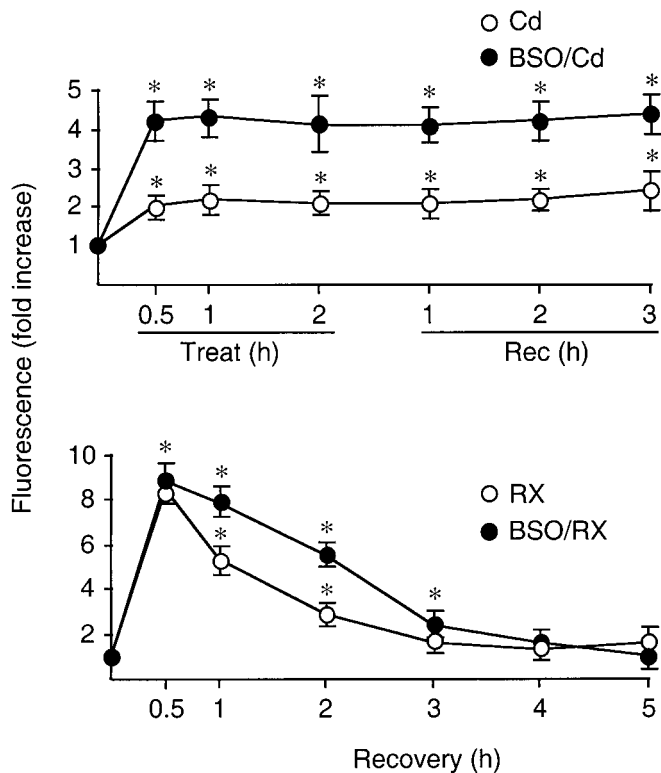 Cd
BSO/Cd
Fluorescence (fold increase)
5
* * * * * *
4
3
* * * * * *
2
1
0.5 1 2 1 2 3
Treat (h) Rec (h)
10
*
*
8
RX
BSO/RX
6
* *
4
* *
2
0.5 1 2 3 4 5
Recovery (h)